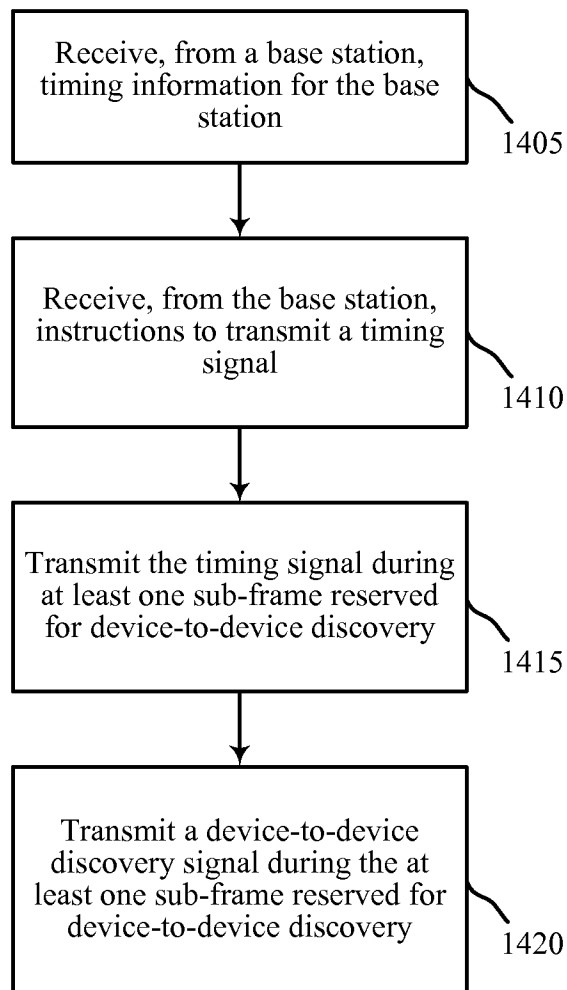 Receive, from a base station,
timing information for the base
station
1405
Receive, from the base station,
instructions to transmit a timing
signal
1410
Transmit the timing signal during
at least one sub-frame reserved
for device-to-device discovery
1415
Transmit a device-to-device
discovery signal during the at
least one sub-frame reserved for
device-to-device discovery
1420